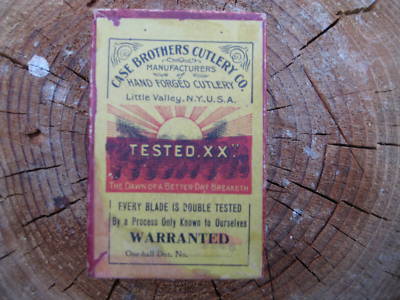 CASE BROTHERS CUTLERY CO.
MANUFACTURERS
OF
HAND FORGED CUTLERY
Little Valley, N.Y. U.S.A.
TESTED XX
THE DAWN OF A BETTER DAY BREAKETH
EVERY BLADE IS DOUBLE TESTED
By a Process Only Known to Ourselves
WARRANTED
One-half Doz. No.